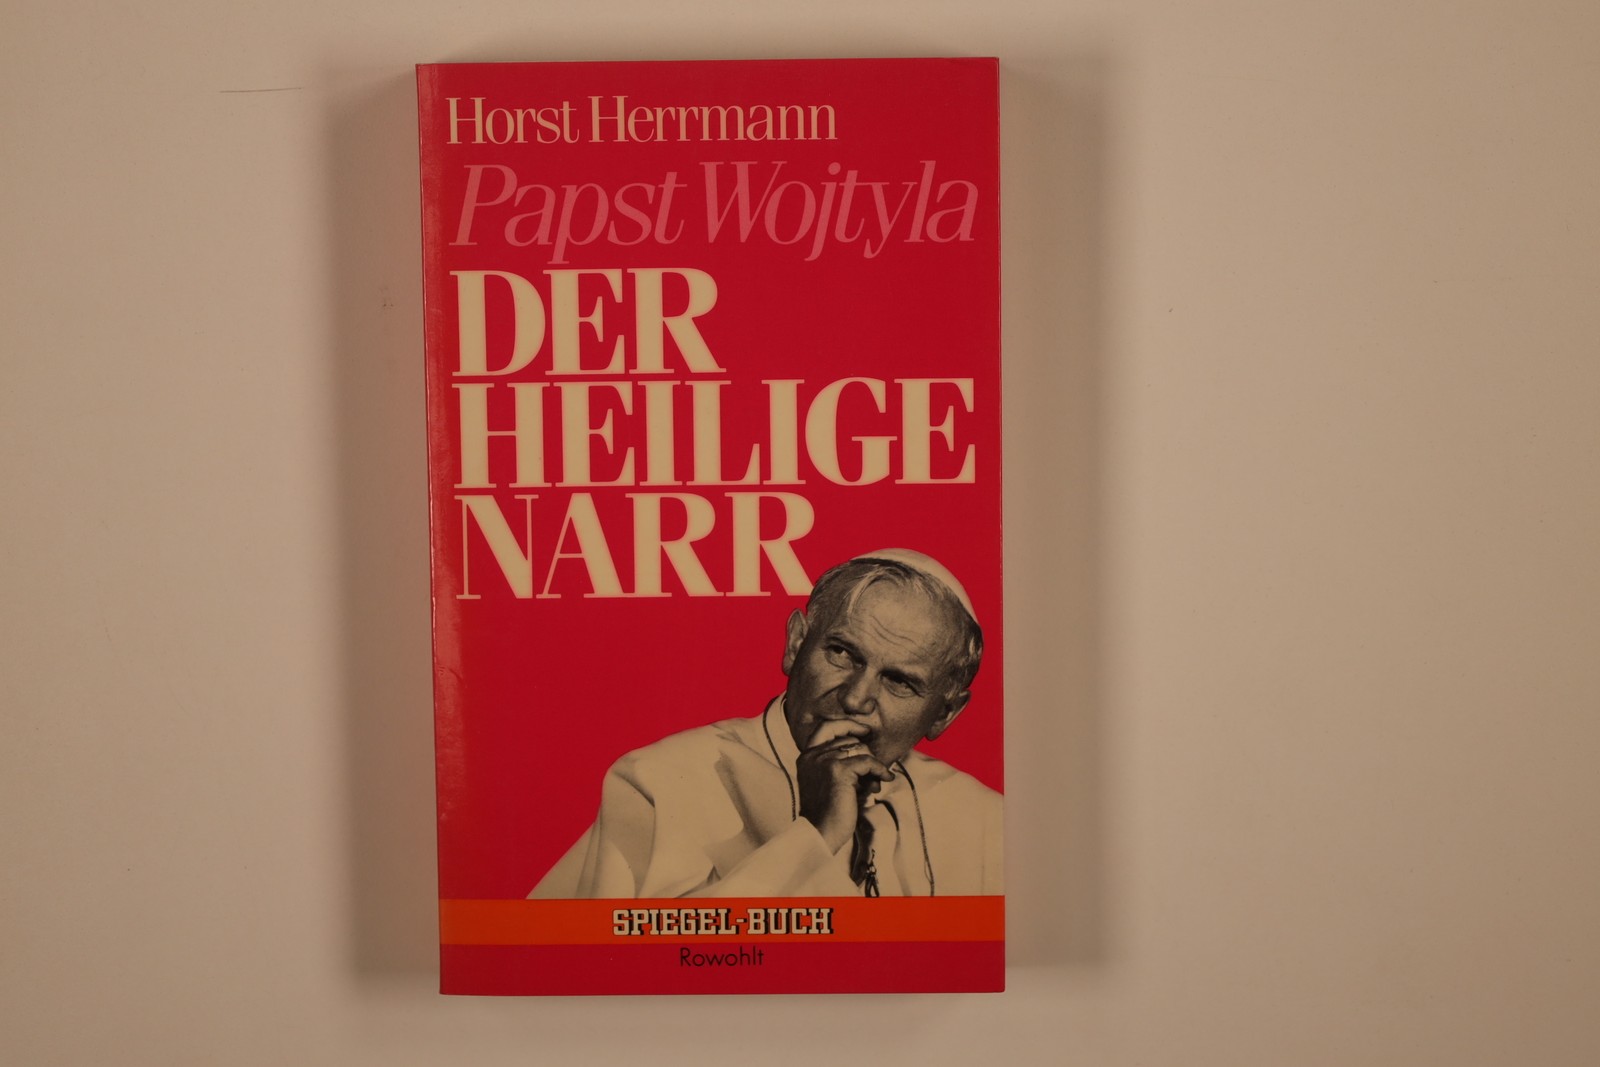 Horst Herrmann
Papst Wojtyla
DER
HEILIGE
NARR
SPIEGEL-BUCH
Rowohlt